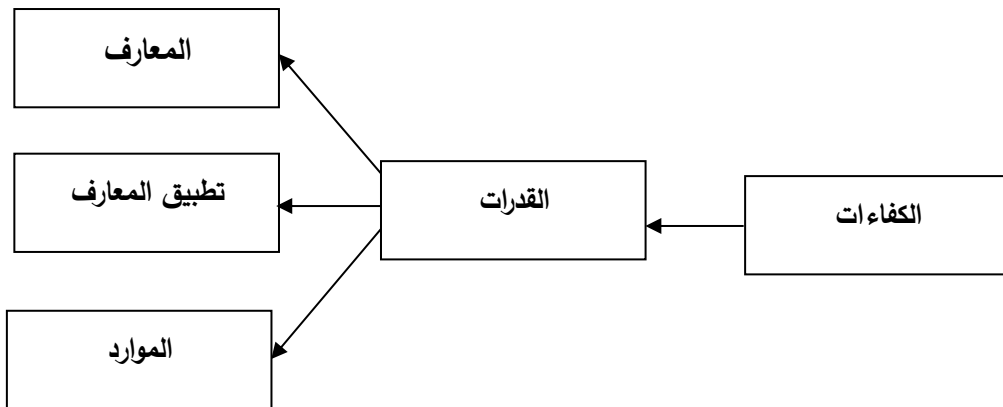 المعارف
تطبيق المعارف
القدرات
الكفاءات
الموارد